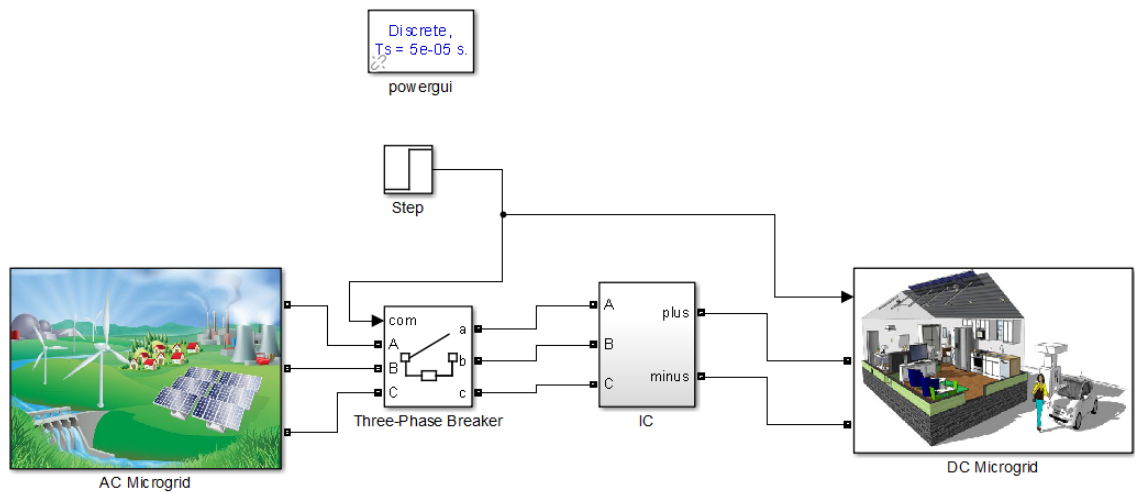 Discrete,
Ts = 5e-05 s.
powergui
Step
com
A
B
C
a
b
c
Three-Phase Breaker
A
B
C
plus
minus
IC
AC Microgrid
DC Microgrid